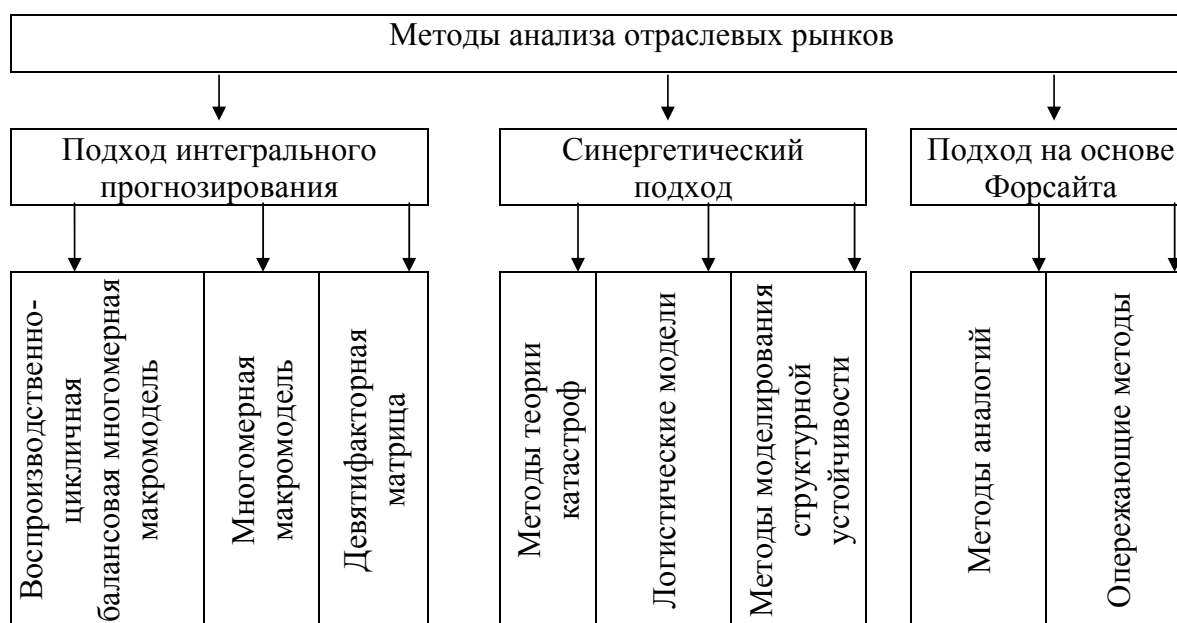 Методы анализа отраслевых рынков
Подход интегрального
прогнозирования
Синергетический
подход
Подход на основе
Форсайта
Воспроизводственно-
цикличная
балансовая многомерная
макромодель
Многомерная
макромодель
Девятифакторная
матрица
Методы теории
катастроф
Логистические модели
Методы моделирования
структурной
устойчивости
Методы аналогий
Опережающие методы